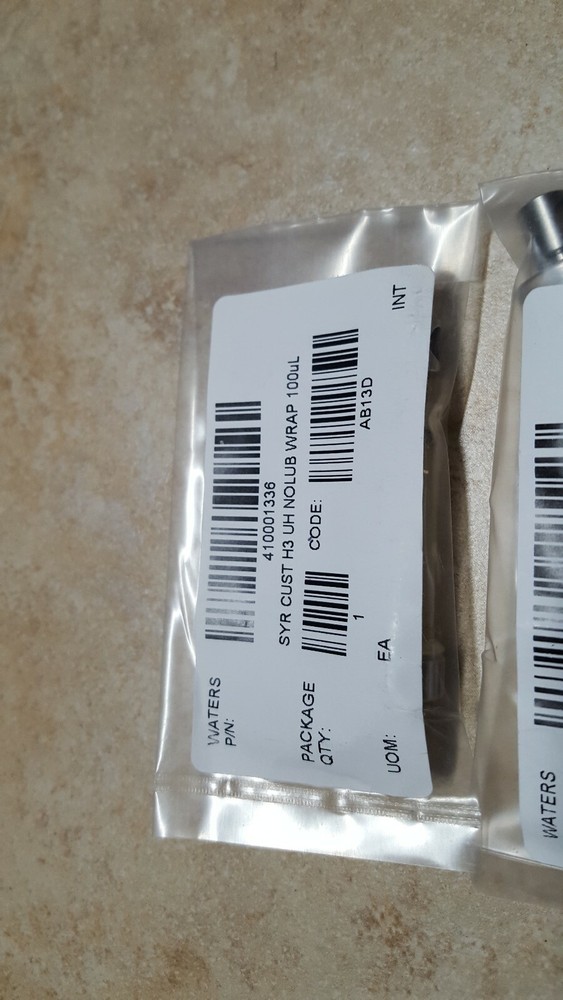 WATERS
P/N:
410001336
SYR CUST H3 UH NOLUB WRAP 100uL
PACKAGE
QTY:
1
CODE:
AB13D
UOM:
EA
INT
WATERS